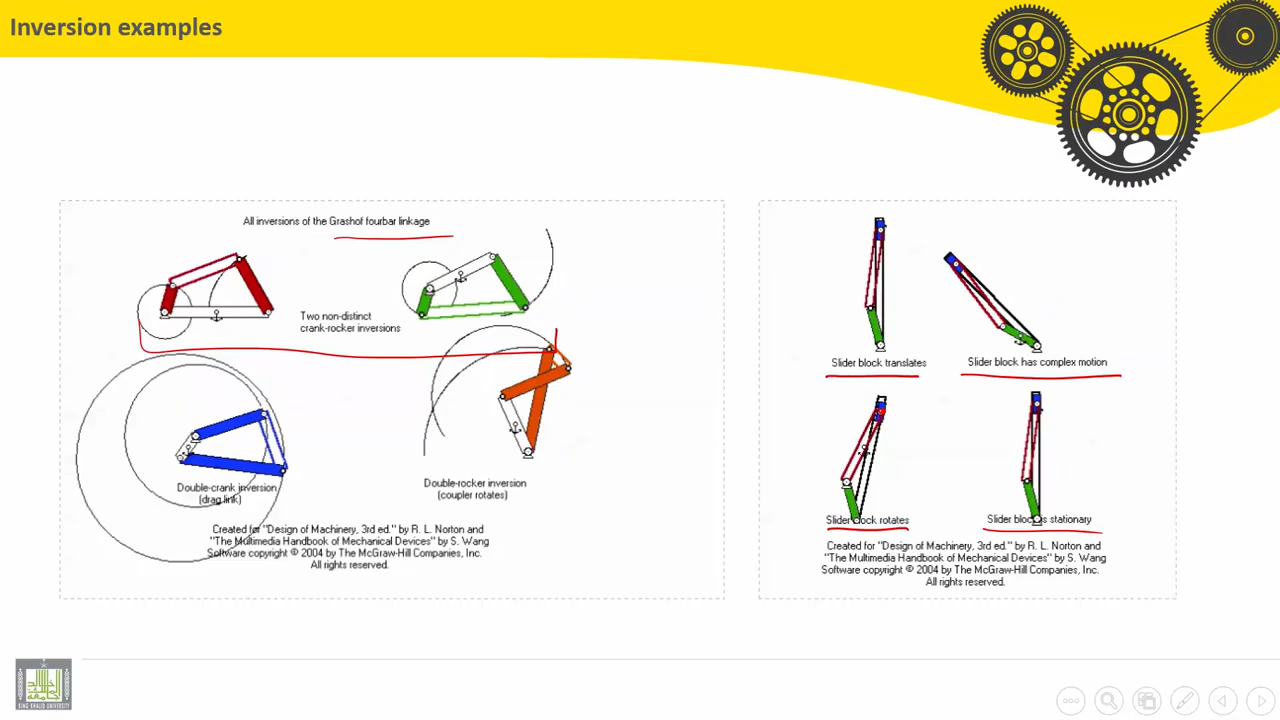 Inversion examples
All inversions of the Grashof fourbar linkage
Two non-distinct
crank-rocker inversions
Double-crank inversion
(drag link)
Double-rocker inversion
(coupler rotates)
Created for "Design of Machinery, 3rd ed." by R. L. Norton and
"The Multimedia Handbook of Mechanical Devices" by S. Wang
Software copyright © 2004 by The McGraw-Hill Companies, Inc.
All rights reserved.
Slider block translates
Slider block has complex motion
Slider block rotates
Slider block is stationary
Created for "Design of Machinery, 3rd ed." by R. L. Norton and
"The Multimedia Handbook of Mechanical Devices" by S. Wang
Software copyright © 2004 by The McGraw-Hill Companies, Inc.
All rights reserved.
KING KHALID UNIVERSITY